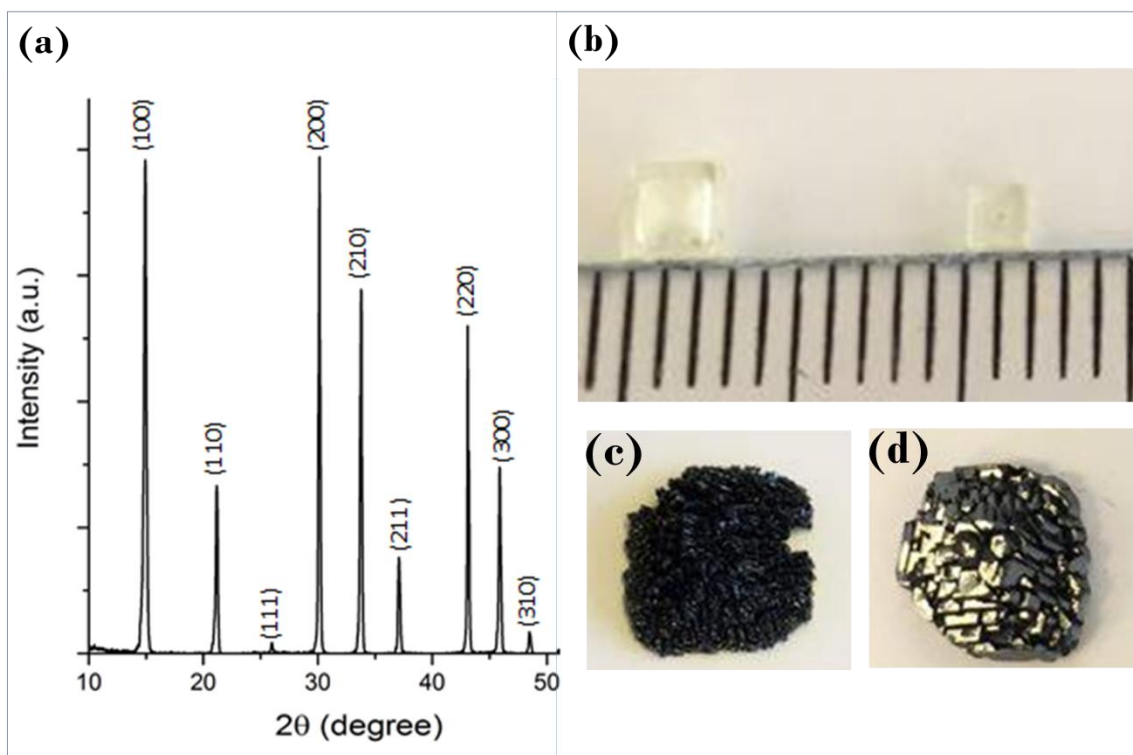 (a)
Intensity (a.u.)
(100)
(110)
(111)
(200)
(210)
(211)
(220)
(300)
(310)
10
20
30
40
50
2θ (degree)
(b)
(c)
(d)